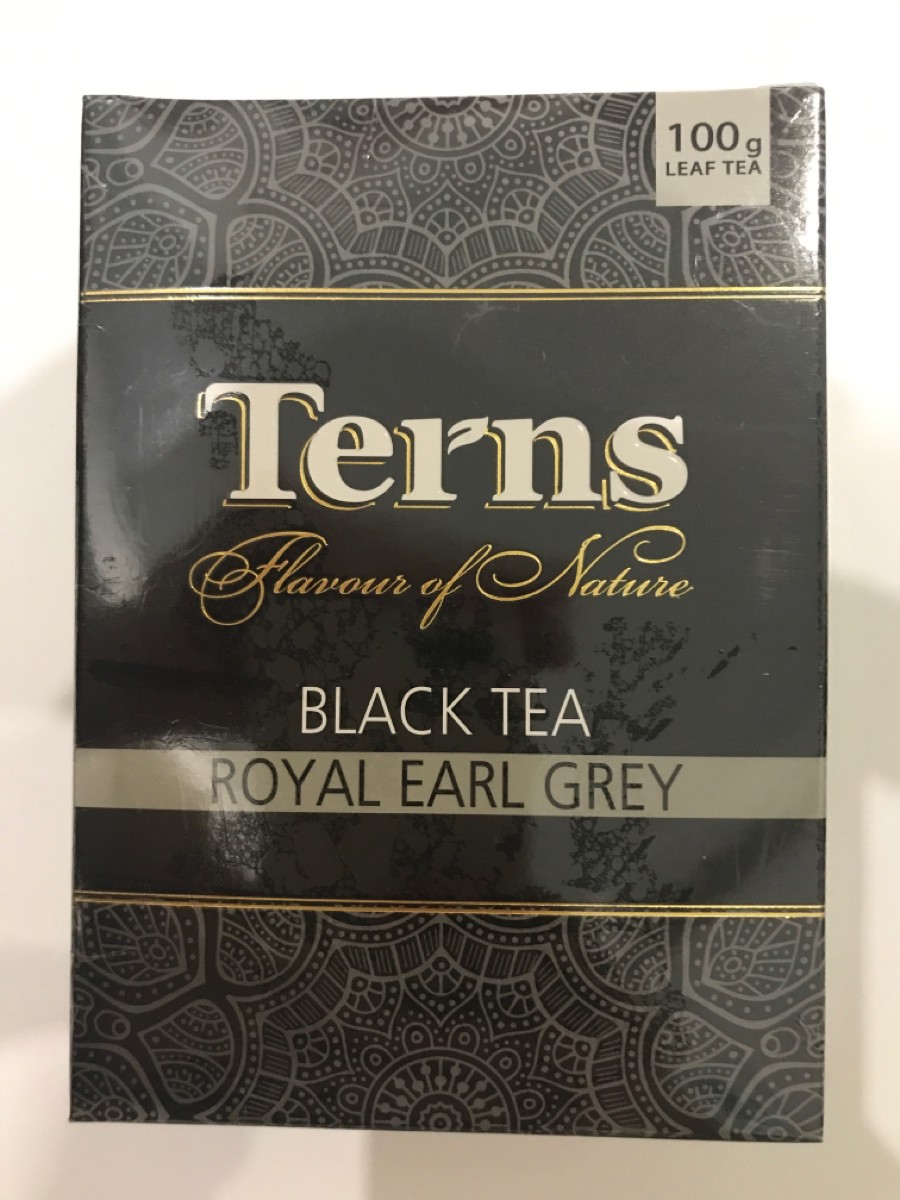 100g
LEAF TEA
Terns
Flavour of Nature
BLACK TEA
ROYAL EARL GREY